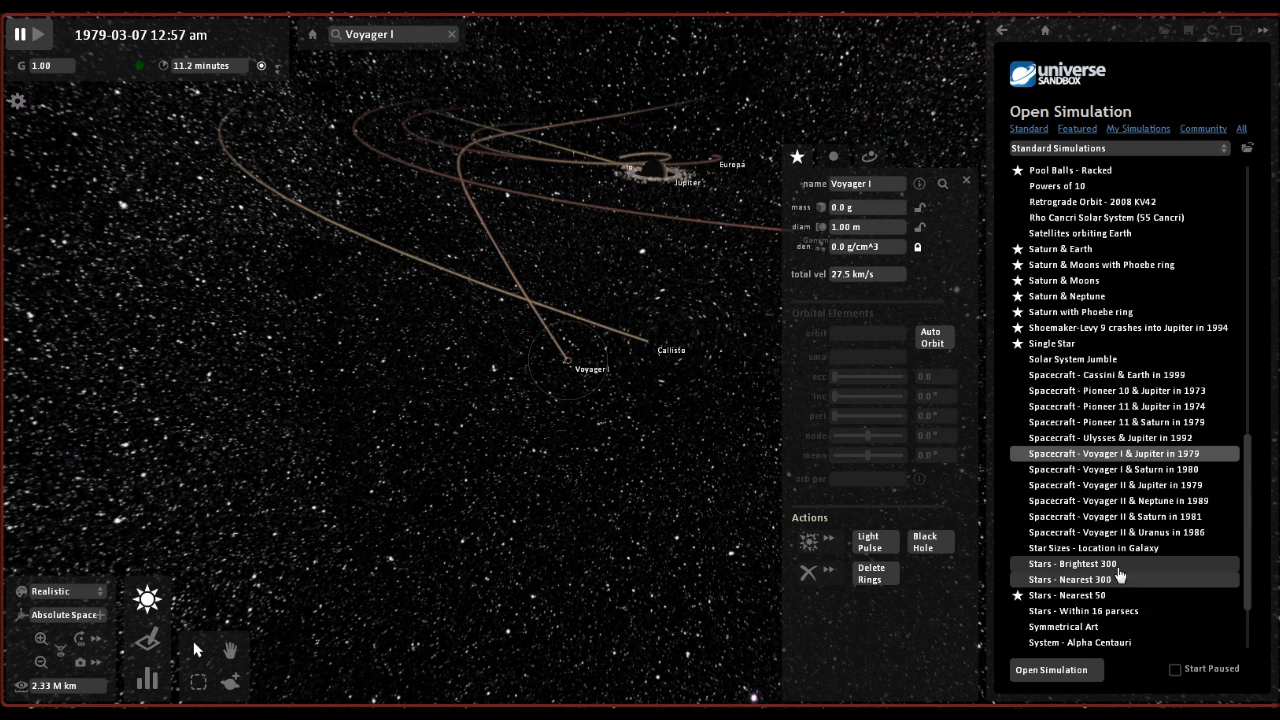 1979-03-07 12:57 am
G 1.00
11.2 minutes
Voyager I
Europa
Io
Jupiter
Callisto
Voyager I
name Voyager I
mass 0.0 g
diam 1.00 m
den 0.0 g/cm^3
total vel 27.5 km/s
Orbital Elements
orbit
Auto
Orbit
sma
ecc 0.0
inc 0.0 °
peri 0.0 °
node 0.0 °
mean 0.0 °
orb per
Actions
Light
Pulse
Black
Hole
Delete
Rings
Realistic
Absolute Space
2.33 M km
universe
SANDBOX
Open Simulation
Standard Featured My Simulations Community All
Standard Simulations
Pool Balls - Racked
Powers of 10
Retrograde Orbit - 2008 KV42
Rho Cancri Solar System (55 Cancri)
Satellites orbiting Earth
Saturn & Earth
Saturn & Moons with Phoebe ring
Saturn & Moons
Saturn & Neptune
Saturn with Phoebe ring
Shoemaker-Levy 9 crashes into Jupiter in 1994
Single Star
Solar System Jumble
Spacecraft - Cassini & Earth in 1999
Spacecraft - Pioneer 10 & Jupiter in 1973
Spacecraft - Pioneer 11 & Jupiter in 1974
Spacecraft - Pioneer 11 & Saturn in 1979
Spacecraft - Ulysses & Jupiter in 1992
Spacecraft - Voyager I & Jupiter in 1979
Spacecraft - Voyager I & Saturn in 1980
Spacecraft - Voyager II & Jupiter in 1979
Spacecraft - Voyager II & Neptune in 1989
Spacecraft - Voyager II & Saturn in 1981
Spacecraft - Voyager II & Uranus in 1986
Star Sizes - Location in Galaxy
Stars - Brightest 300
Stars - Nearest 300
Stars - Nearest 50
Stars - Within 16 parsecs
Symmetrical Art
System - Alpha Centauri
Open Simulation
Start Paused